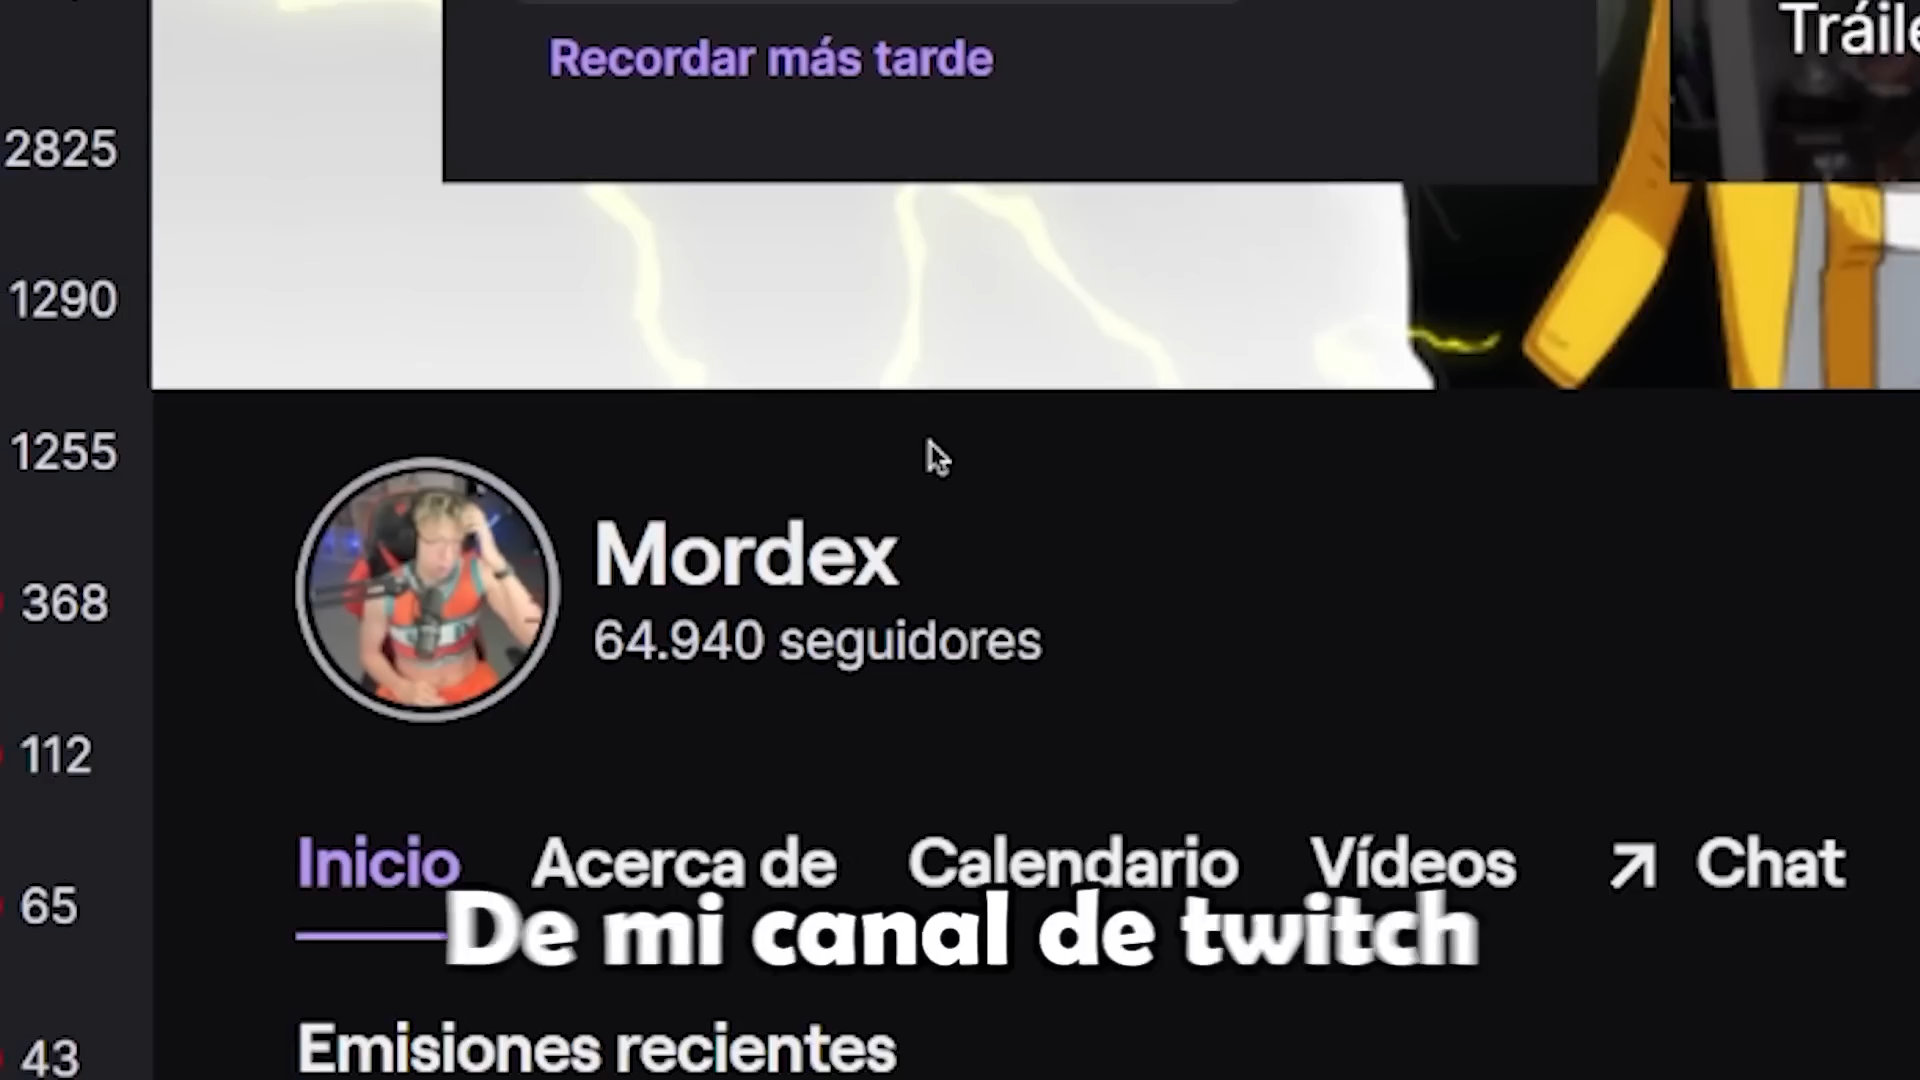 Recordar más tarde
Tráile
2825
1290
1255
368
112
65
43
Mordex
64.940 seguidores
Inicio Acerca de Calendario Vídeos Chat
De mi canal de twitch
Emisiones recientes